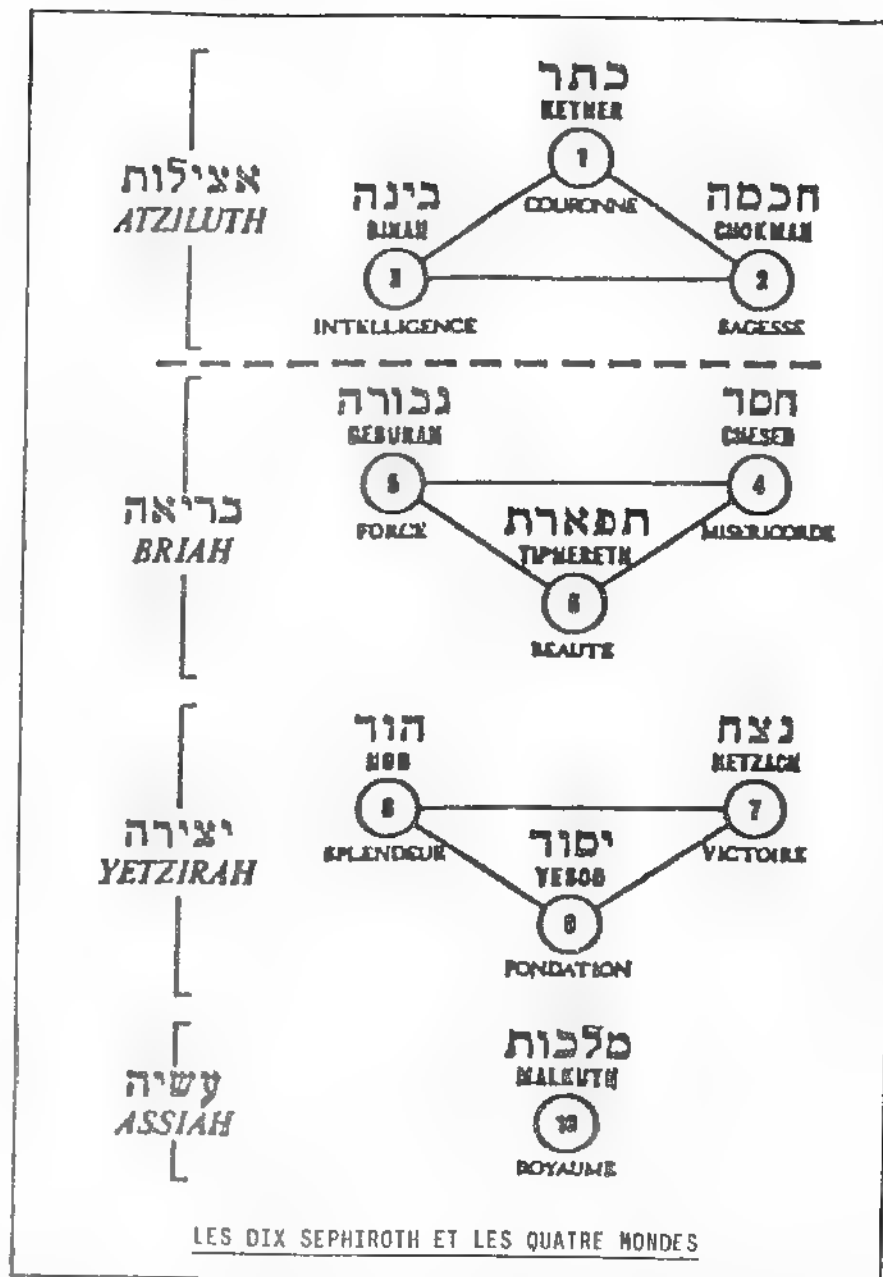 כתר
KETHER
1
COURONNE
אצילות
ATZILUTH
בינה
BINAH
3
INTELLIGENCE
חכמה
CHOKMAH
2
SAGESSE
בריאה
BRIAH
גבורה
GEBURAH
5
FORCE
חסד
CHESED
4
MISERICORDE
תפארת
TIPHERETH
6
BEAUTE
יצירה
YETZIRAH
הוד
HOD
8
SPLENDEUR
נצח
NETZACH
7
VICTOIRE
יסוד
YESOD
9
FONDATION
עשיה
ASSIAH
מלכות
MALKUTH
10
ROYAUME
LES DIX SEPHIROTH ET LES QUATRE MONDES